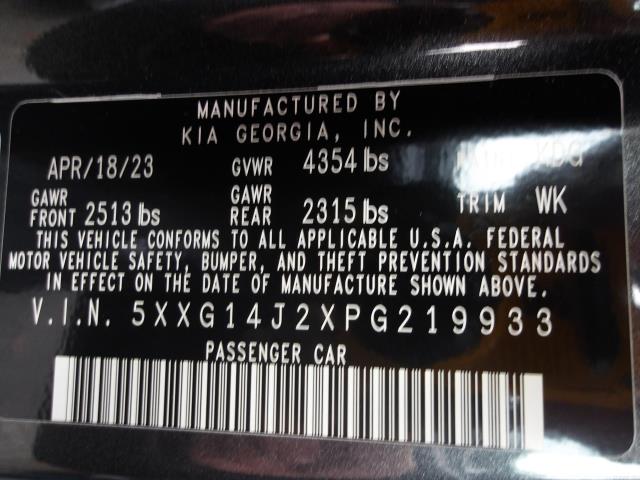 MANUFACTURED BY
KIA GEORGIA, INC.
APR/18/23 GVWR 4354 lbs
GAWR FRONT 2513 lbs GAWR REAR 2315 lbs TRIM WK
THIS VEHICLE CONFORMS TO ALL APPLICABLE U.S.A. FEDERAL
MOTOR VEHICLE SAFETY, BUMPER, AND THEFT PREVENTION STANDARDS
IN EFFECT ON THE DATE OF MANUFACTURE SHOWN ABOVE.
V.I.N. 5XXG14J2XPG219933
PASSENGER CAR